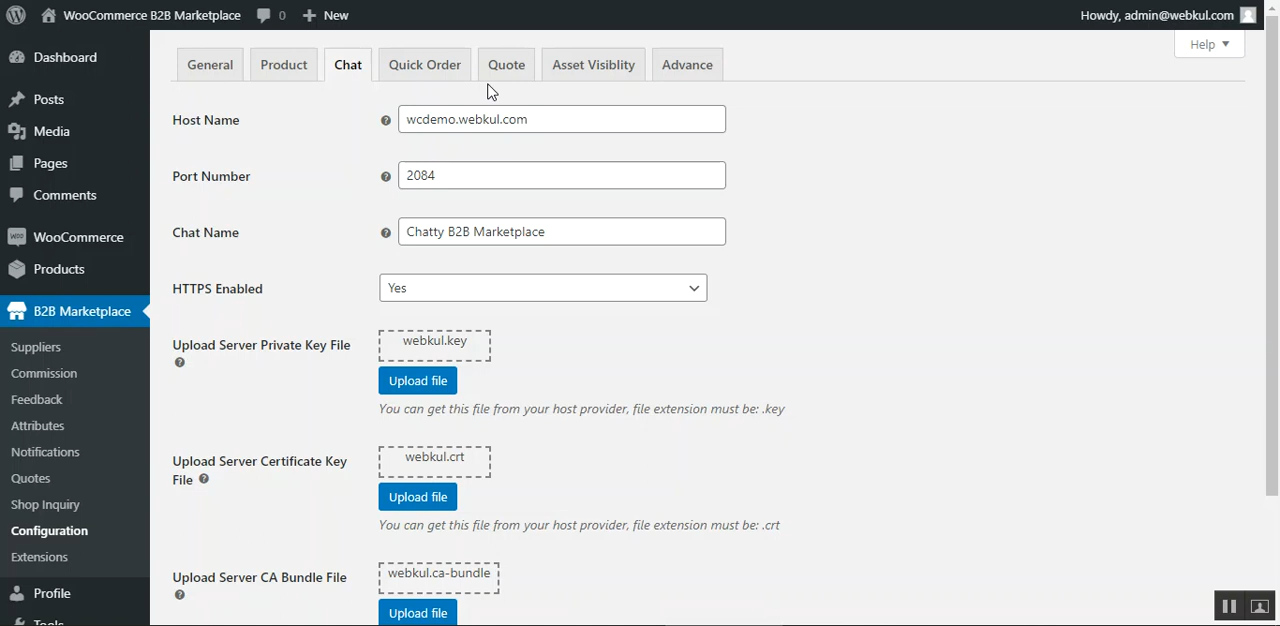 WooCommerce B2B Marketplace 0 New Howdy, admin@webkul.com
Help
Dashboard
Posts
Media
Pages
Comments
WooCommerce
Products
B2B Marketplace
Suppliers
Commission
Feedback
Attributes
Notifications
Quotes
Shop Inquiry
Configuration
Extensions
Profile
Tools
General Product Chat Quick Order Quote Asset Visiblity Advance
Host Name wcdemo.webkul.com
Port Number 2084
Chat Name Chatty B2B Marketplace
HTTPS Enabled Yes
Upload Server Private Key File webkul.key
Upload file
You can get this file from your host provider, file extension must be: .key
Upload Server Certificate Key webkul.crt
File
Upload file
You can get this file from your host provider, file extension must be: .crt
Upload Server CA Bundle File webkul.ca-bundle
Upload file